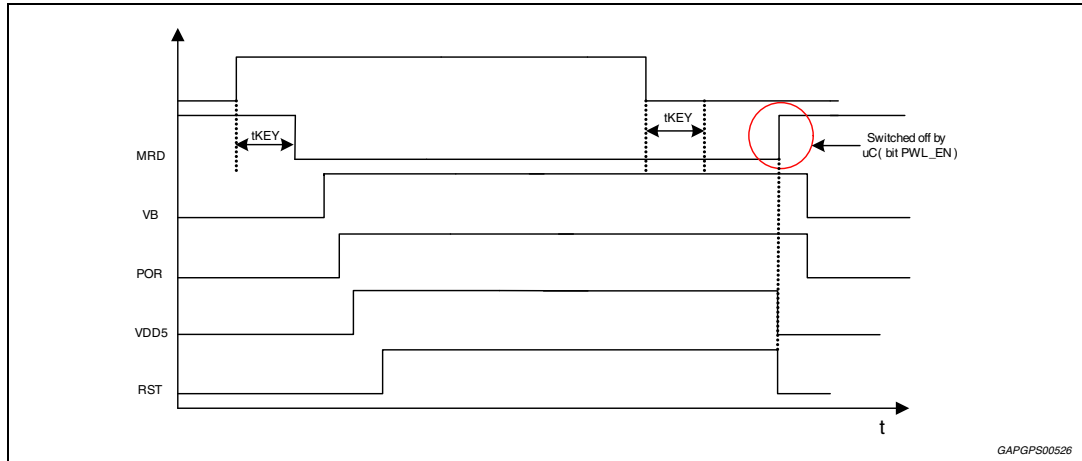 tKEY
tKEY
Switched off by
uC( bit PWL_EN)
MRD
VB
POR
VDD5
RST
t
GAPGPS00526